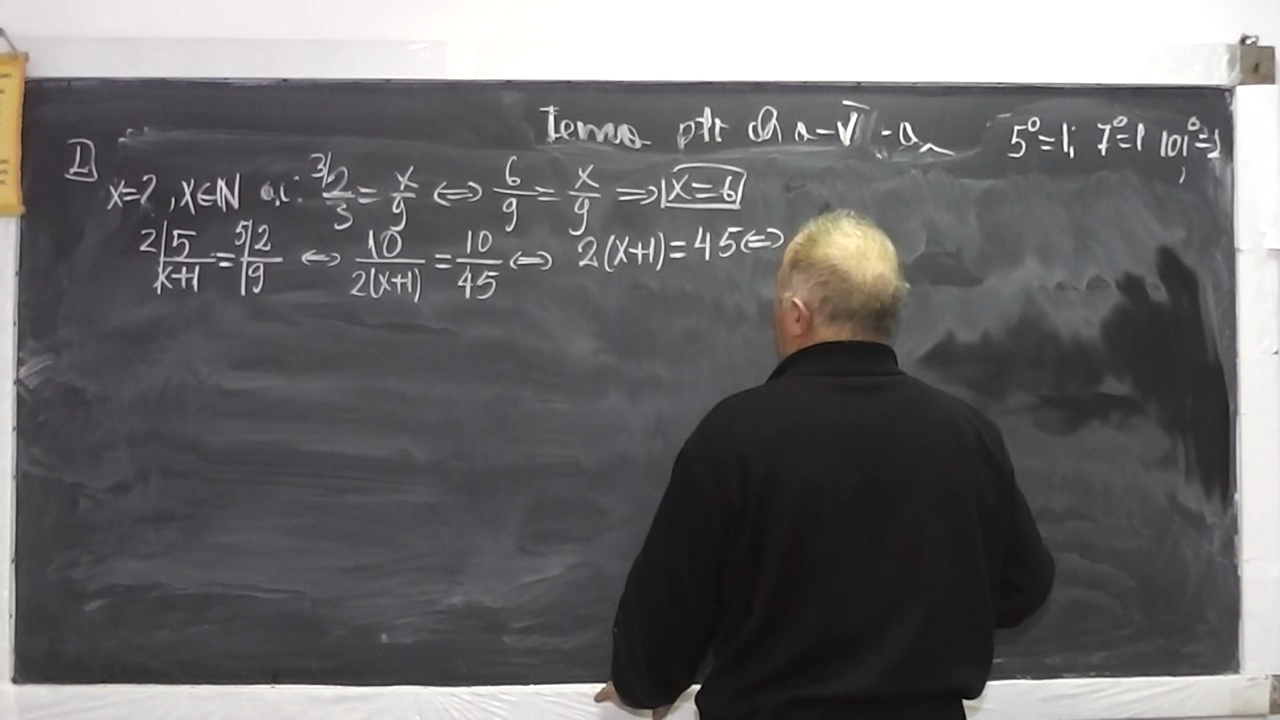 Tema ptr cls a-V-a 5⁰=1; 7⁰=1 101⁰=1
I
x=?, x∈ℕ a.î. ³⁾2/3 = x/9 ⇔ 6/9 = x/9 ⇒ x=6
²⁾5/(x+1) = ⁵⁾2/9 ⇔ 10/(2(x+1)) = 10/45 ⇔ 2(x+1)=45 ⇔